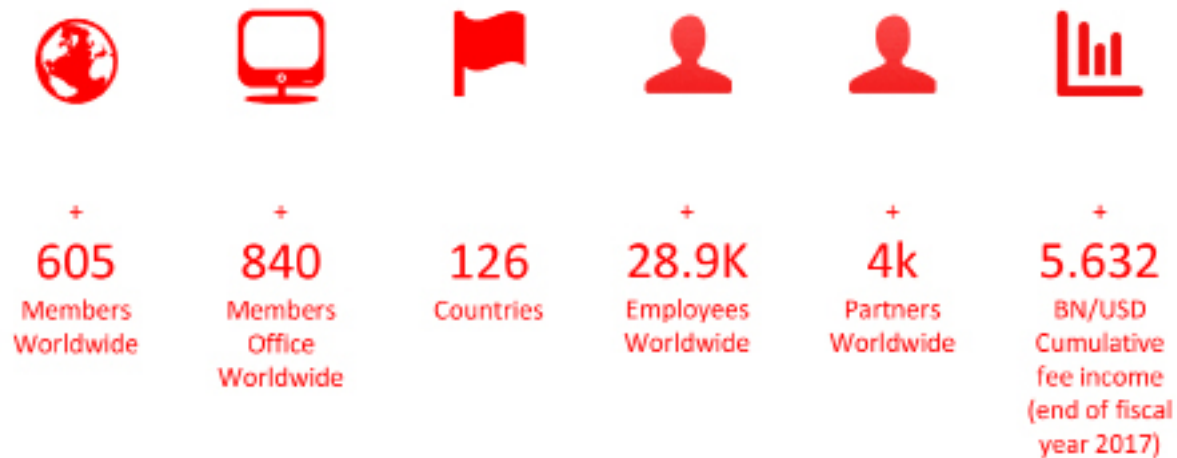 +
605
Members
Worldwide
+
840
Members
Office
Worldwide
126
Countries
+
28.9K
Employees
Worldwide
+
4k
Partners
Worldwide
+
5.632
BN/USD
Cumulative
fee income
(end of fiscal
year 2017)